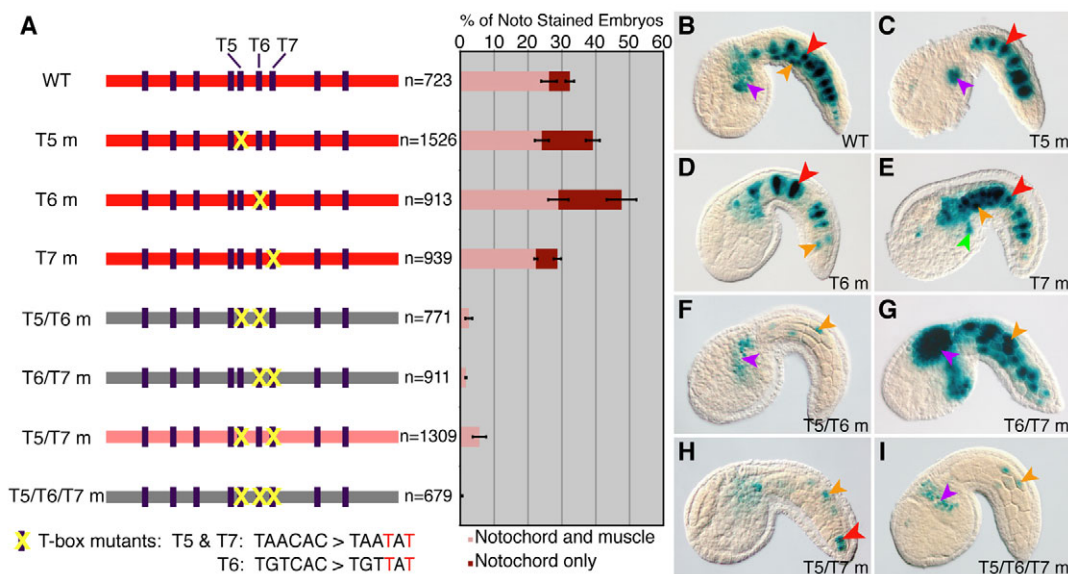 A
T5 T6 T7
% of Noto Stained Embryos
0 10 20 30 40 50 60
WT n=723
T5 m n=1526
T6 m n=913
T7 m n=939
T5/T6 m n=771
T6/T7 m n=911
T5/T7 m n=1309
T5/T6/T7 m n=679
X T-box mutants: T5 & T7: TAACAC > TAATAT
T6: TGTCAC > TGTTAT
Notochord and muscle
Notochord only
B
WT
C
T5 m
D
T6 m
E
T7 m
F
T5/T6 m
G
T6/T7 m
H
T5/T7 m
I
T5/T6/T7 m